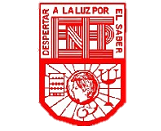 DESPERTAR
A LA LUZ POR
EL SABER
ENP